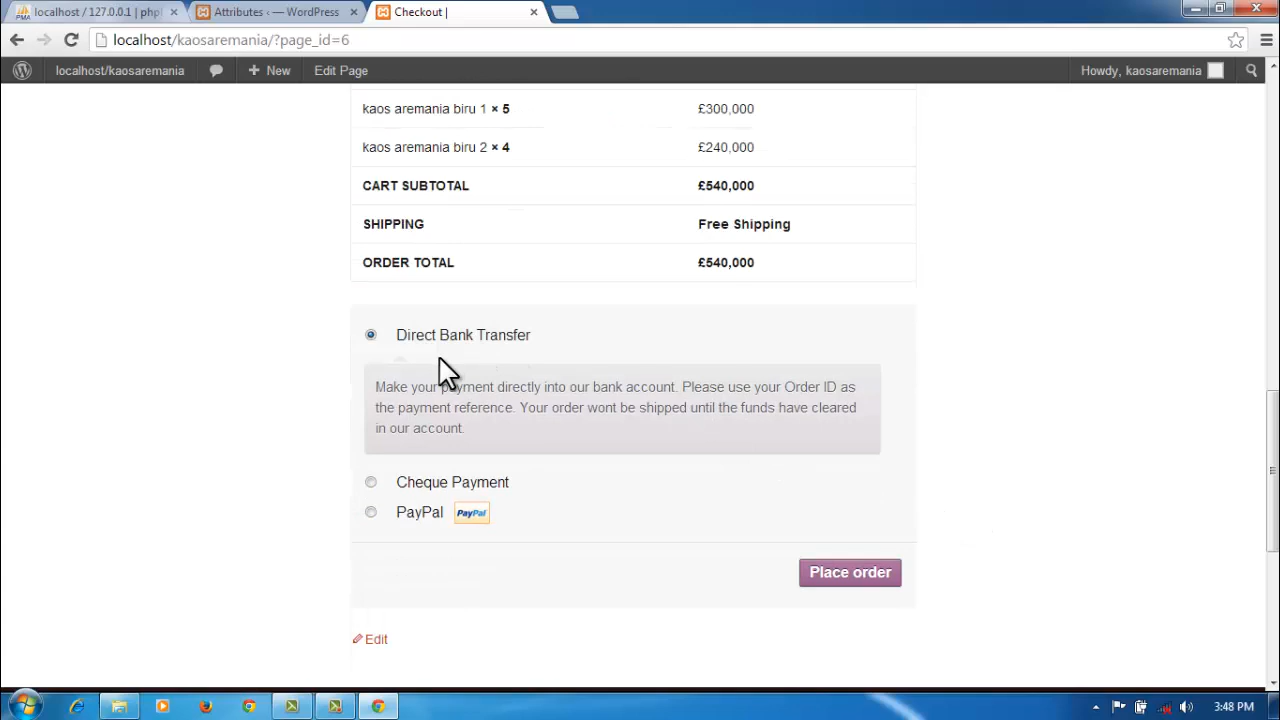 localhost / 127.0.0.1 | phpl
Attributes ‹ — WordPress
Checkout |
localhost/kaosaremania/?page_id=6
localhost/kaosaremania
New
Edit Page
Howdy, kaosaremania
kaos aremania biru 1 × 5 £300,000
kaos aremania biru 2 × 4 £240,000
CART SUBTOTAL £540,000
SHIPPING Free Shipping
ORDER TOTAL £540,000
Direct Bank Transfer
Make your payment directly into our bank account. Please use your Order ID as
the payment reference. Your order wont be shipped until the funds have cleared
in our account.
Cheque Payment
PayPal PayPal
Place order
Edit
3:48 PM